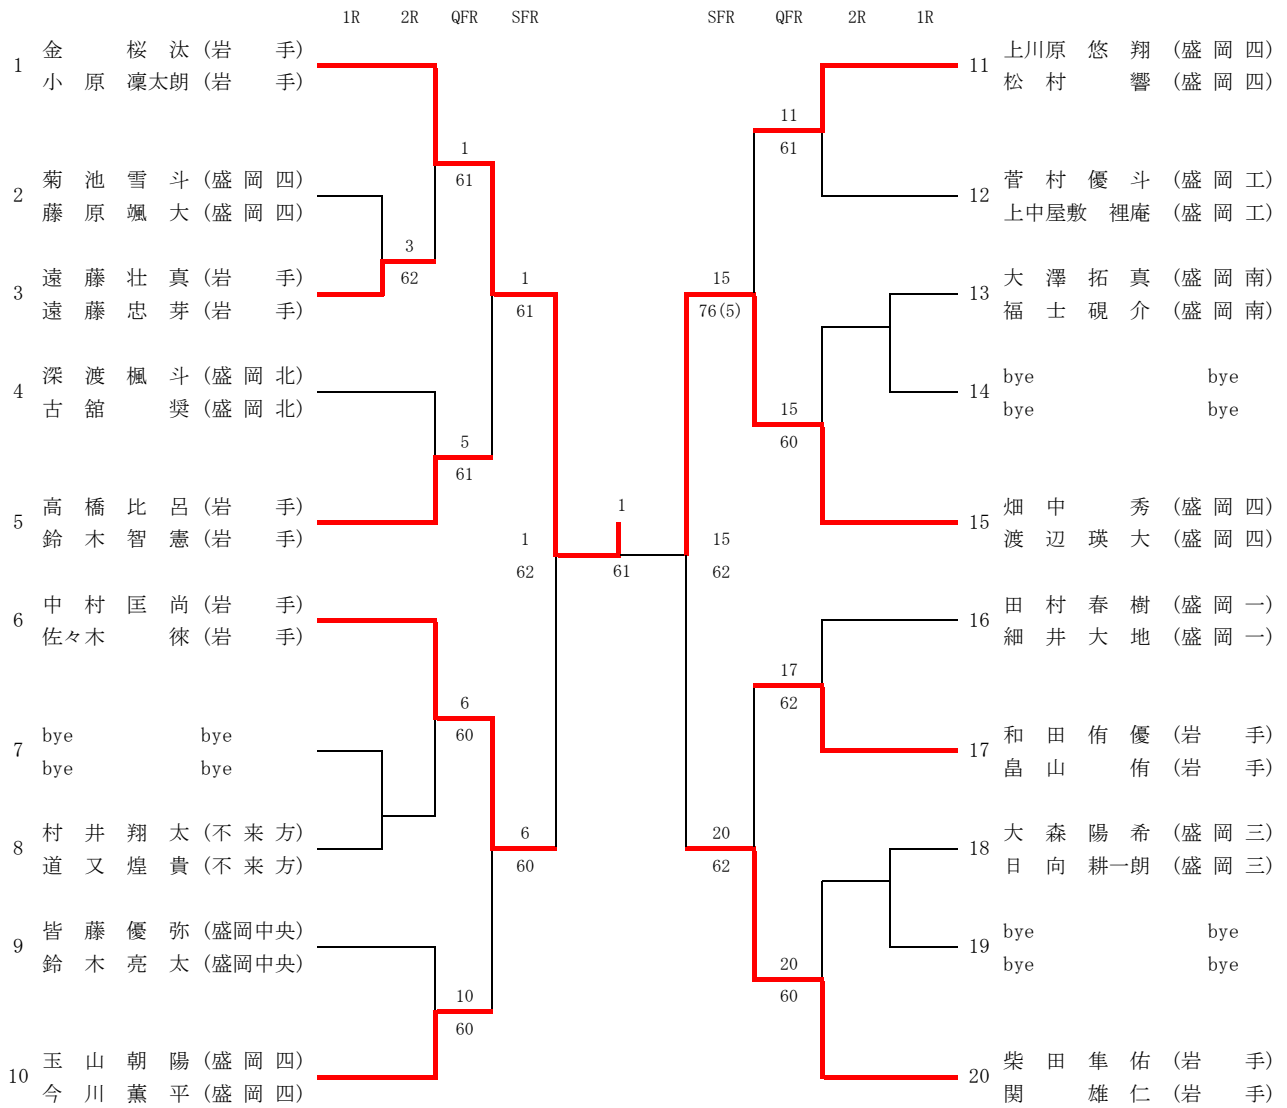 1R 2R QFR SFR SFR QFR 2R 1R
1 金 桜 汰 (岩 手)
小 原 凜太朗 (岩 手)
2 菊 池 雪 斗 (盛 岡 四)
藤 原 颯 大 (盛 岡 四)
3 遠 藤 壮 真 (岩 手)
遠 藤 忠 芽 (岩 手)
4 深 渡 楓 斗 (盛 岡 北)
古 舘 奨 (盛 岡 北)
5 高 橋 比 呂 (岩 手)
鈴 木 智 憲 (岩 手)
6 中 村 匡 尚 (岩 手)
佐々木 徠 (岩 手)
7 bye bye
bye bye
8 村 井 翔 太 (不 来 方)
道 又 煌 貴 (不 来 方)
9 皆 藤 優 弥 (盛岡中央)
鈴 木 亮 太 (盛岡中央)
10 玉 山 朝 陽 (盛 岡 四)
今 川 薫 平 (盛 岡 四)
3
62
1
61
5
61
6
60
10
60
1
61
6
60
1
62
1
61
15
62
15
76(5)
20
62
11
61
15
60
17
62
20
60
11 上川原 悠 翔 (盛 岡 四)
松 村 響 (盛 岡 四)
12 菅 村 優 斗 (盛 岡 工)
上中屋敷 裡庵 (盛 岡 工)
13 大 澤 拓 真 (盛 岡 南)
福 士 硯 介 (盛 岡 南)
14 bye bye
bye bye
15 畑 中 秀 (盛 岡 四)
渡 辺 瑛 大 (盛 岡 四)
16 田 村 春 樹 (盛 岡 一)
細 井 大 地 (盛 岡 一)
17 和 田 侑 優 (岩 手)
畠 山 侑 (岩 手)
18 大 森 陽 希 (盛 岡 三)
日 向 耕一朗 (盛 岡 三)
19 bye bye
bye bye
20 柴 田 隼 佑 (岩 手)
関 雄 仁 (岩 手)